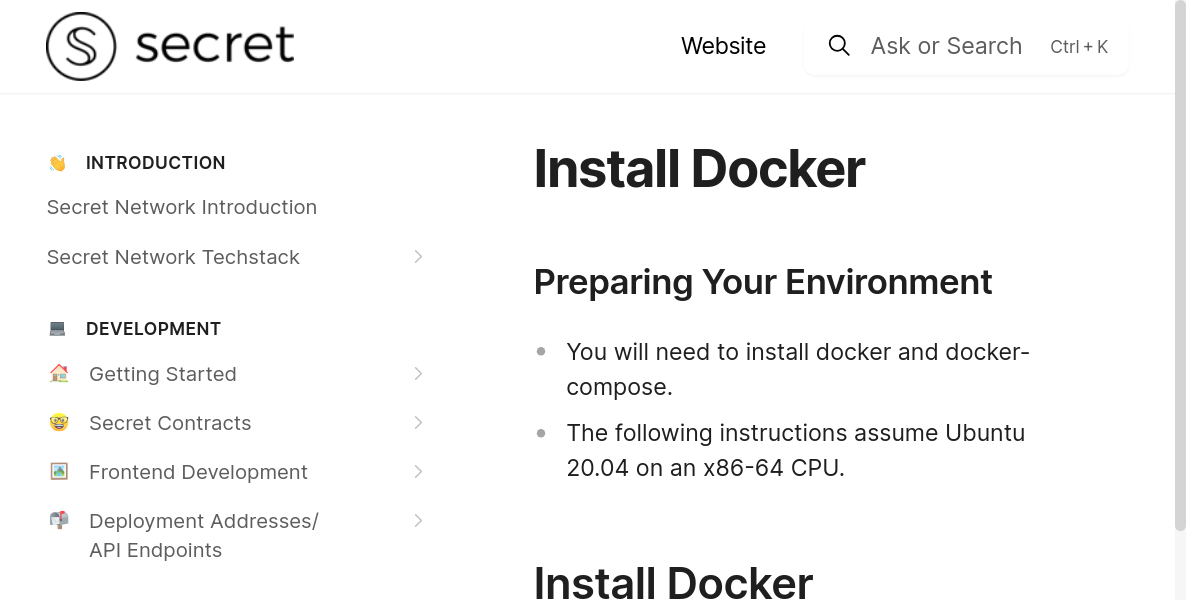 secret
Website
Ask or Search
Ctrl + K
INTRODUCTION
Secret Network Introduction
Secret Network Techstack
DEVELOPMENT
Getting Started
Secret Contracts
Frontend Development
Deployment Addresses/
API Endpoints
Install Docker
Preparing Your Environment
You will need to install docker and docker-
compose.
The following instructions assume Ubuntu
20.04 on an x86-64 CPU.
Install Docker